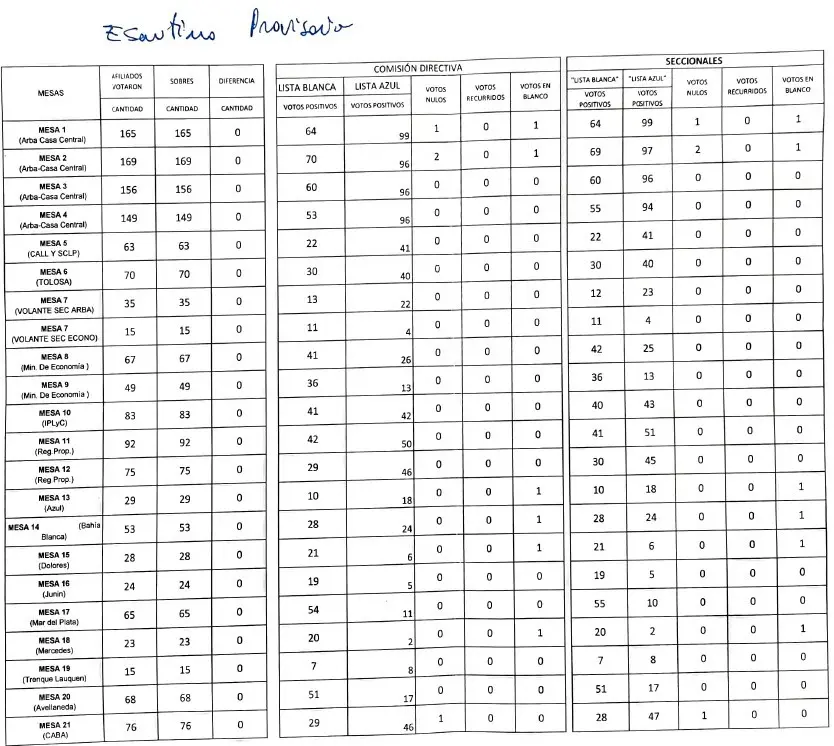 Escrutinio Provisorio
COMISIÓN DIRECTIVA SECCIONALES
MESAS AFILIADOS VOTARON SOBRES DIFERENCIA LISTA BLANCA LISTA AZUL VOTOS NULOS VOTOS RECURRIDOS VOTOS EN BLANCO "LISTA BLANCA" "LISTA AZUL" VOTOS NULOS VOTOS RECURRIDOS VOTOS EN BLANCO
CANTIDAD CANTIDAD CANTIDAD VOTOS POSITIVOS VOTOS POSITIVOS VOTOS POSITIVOS VOTOS POSITIVOS
MESA 1 (Arba Casa Central) 165 165 0 64 99 1 0 1 64 99 1 0 1
MESA 2 (Arba-Casa Central) 169 169 0 70 96 2 0 1 69 97 2 0 1
MESA 3 (Arba-Casa Central) 156 156 0 60 96 0 0 0 60 96 0 0 0
MESA 4 (Arba-Casa Central) 149 149 0 53 96 0 0 0 55 94 0 0 0
MESA 5 (CALL Y SCLP) 63 63 0 22 41 0 0 0 22 41 0 0 0
MESA 6 (TOLOSA) 70 70 0 30 40 0 0 0 30 40 0 0 0
MESA 7 (VOLANTE SEC ARBA) 35 35 0 13 22 0 0 0 12 23 0 0 0
MESA 7 (VOLANTE SEC ECONO) 15 15 0 11 4 0 0 0 11 4 0 0 0
MESA 8 (Min. De Economía ) 67 67 0 41 26 0 0 0 42 25 0 0 0
MESA 9 (Min. De Economia ) 49 49 0 36 13 0 0 0 36 13 0 0 0
MESA 10 (IPLyC) 83 83 0 41 42 0 0 0 40 43 0 0 0
MESA 11 (Reg.Prop.) 92 92 0 42 50 0 0 0 41 51 0 0 0
MESA 12 (Reg Prop.) 75 75 0 29 46 0 0 0 30 45 0 0 0
MESA 13 (Azul) 29 29 0 10 18 0 0 1 10 18 0 0 1
MESA 14 (Bahia Blanca) 53 53 0 28 24 0 0 1 28 24 0 0 1
MESA 15 (Dolores) 28 28 0 21 6 0 0 1 21 6 0 0 1
MESA 16 (Junin) 24 24 0 19 5 0 0 0 19 5 0 0 0
MESA 17 (Mar del Plata) 65 65 0 54 11 0 0 0 55 10 0 0 0
MESA 18 (Mercedes) 23 23 0 20 2 0 0 1 20 2 0 0 1
MESA 19 (Trenque Lauquen) 15 15 0 7 8 0 0 0 7 8 0 0 0
MESA 20 (Avellaneda) 68 68 0 51 17 0 0 0 51 17 0 0 0
MESA 21 (CABA) 76 76 0 29 46 1 0 0 28 47 1 0 0